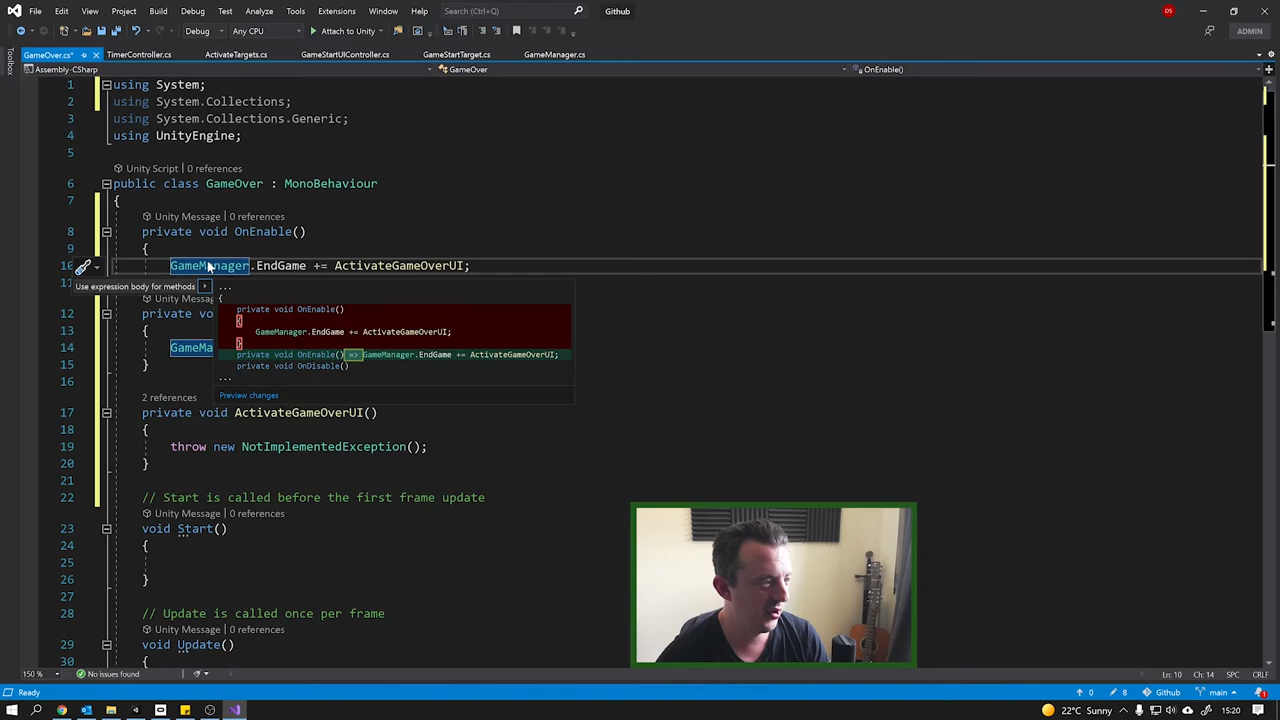 File Edit View Project Build Debug Test Analyze Tools Extensions Window Help Search (Ctrl+Q) Github DS
Debug Any CPU Attach to Unity ADMIN
GameOver.cs* TimerController.cs ActivateTargets.cs GameStartUIController.cs GameStartTarget.cs GameManager.cs
Assembly-CSharp GameOver OnEnable()
Toolbox
1 using System;
2 using System.Collections;
3 using System.Collections.Generic;
4 using UnityEngine;
5
Unity Script | 0 references
6 public class GameOver : MonoBehaviour
7 {
Unity Message | 0 references
8 private void OnEnable()
9 {
10 GameManager.EndGame += ActivateGameOverUI;
Use expression body for methods
...
{
private void OnEnable()
{
GameManager.EndGame += ActivateGameOverUI;
}
private void OnEnable() => GameManager.EndGame += ActivateGameOverUI;
private void OnDisable()
...
Preview changes
Unity Messa
12 private vo
13 {
14 GameMa
15 }
16
2 references
17 private void ActivateGameOverUI()
18 {
19 throw new NotImplementedException();
20 }
21
22 // Start is called before the first frame update
Unity Message | 0 references
23 void Start()
24 {
25
26 }
27
28 // Update is called once per frame
Unity Message | 0 references
29 void Update()
30 {
150 % No issues found Ln: 10 Ch: 14 SPC CRLF
Ready 0 8 Github main 1
22°C Sunny 15:20